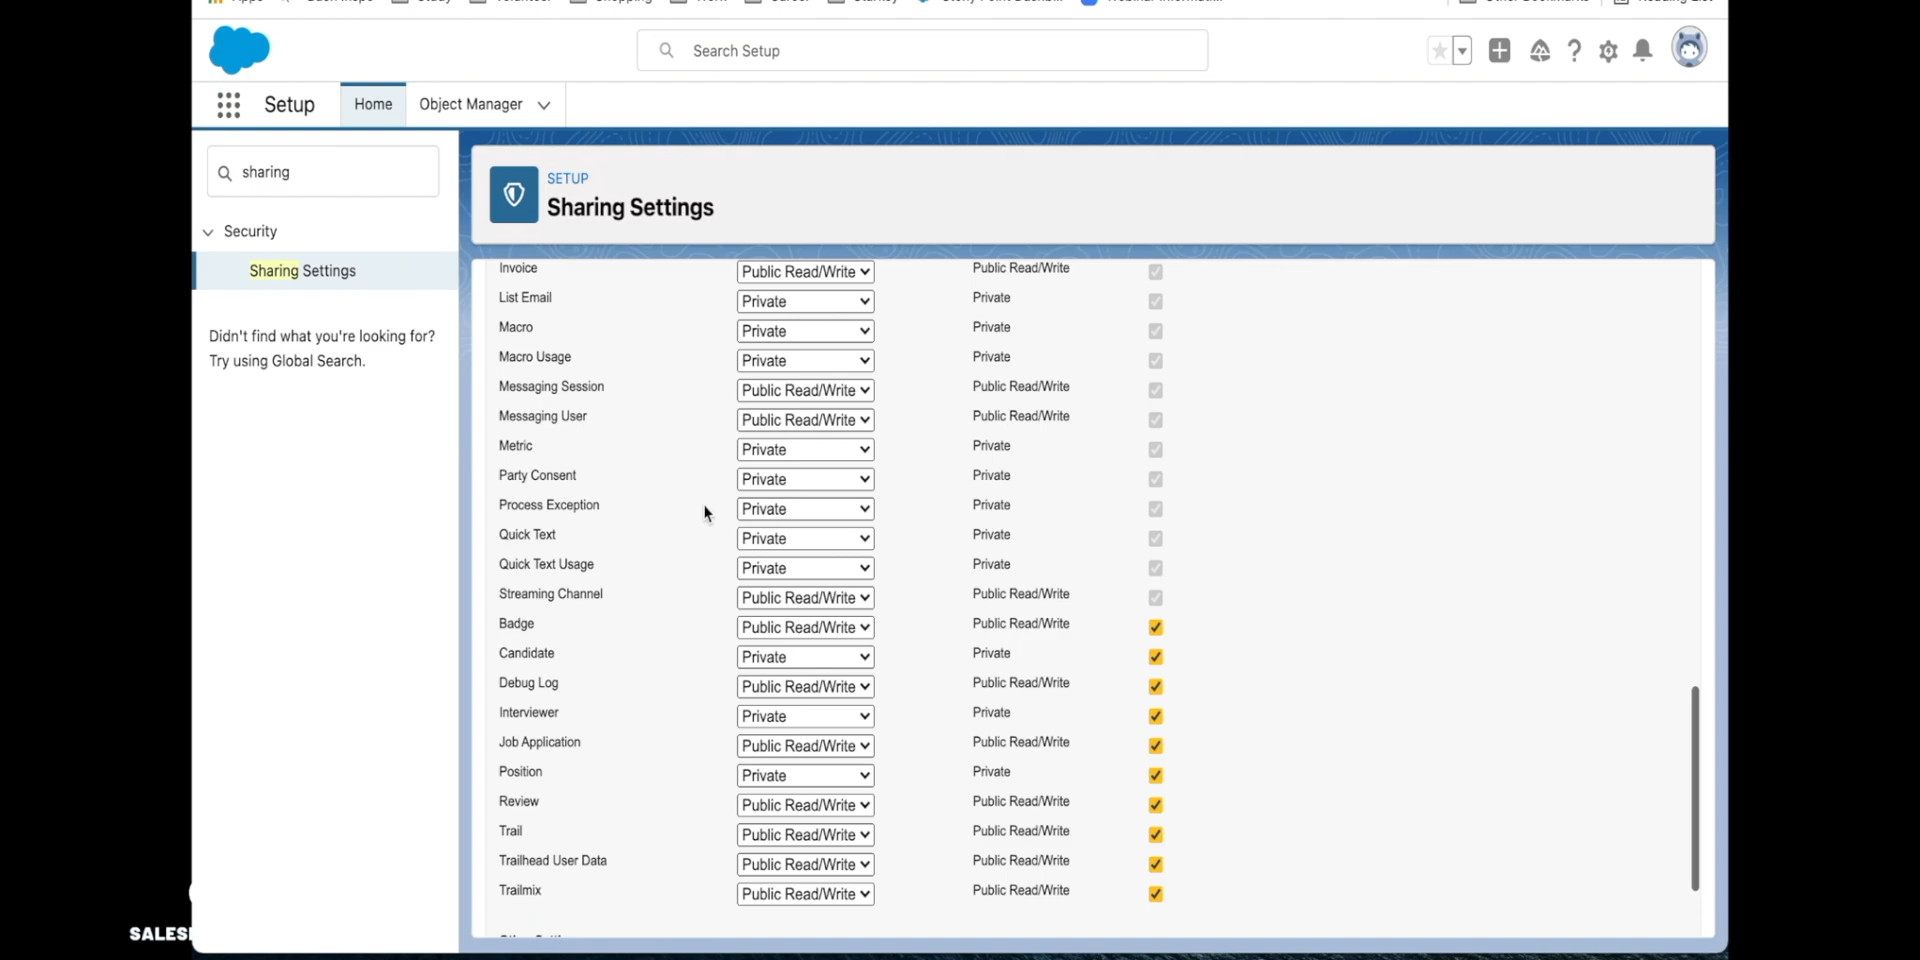 Search Setup
Setup
Home
Object Manager
sharing
Security
Sharing Settings
Didn't find what you're looking for?
Try using Global Search.
SETUP
Sharing Settings
Invoice Public Read/Write Public Read/Write
List Email Private Private
Macro Private Private
Macro Usage Private Private
Messaging Session Public Read/Write Public Read/Write
Messaging User Public Read/Write Public Read/Write
Metric Private Private
Party Consent Private Private
Process Exception Private Private
Quick Text Private Private
Quick Text Usage Private Private
Streaming Channel Public Read/Write Public Read/Write
Badge Public Read/Write Public Read/Write
Candidate Private Private
Debug Log Public Read/Write Public Read/Write
Interviewer Private Private
Job Application Public Read/Write Public Read/Write
Position Private Private
Review Public Read/Write Public Read/Write
Trail Public Read/Write Public Read/Write
Trailhead User Data Public Read/Write Public Read/Write
Trailmix Public Read/Write Public Read/Write